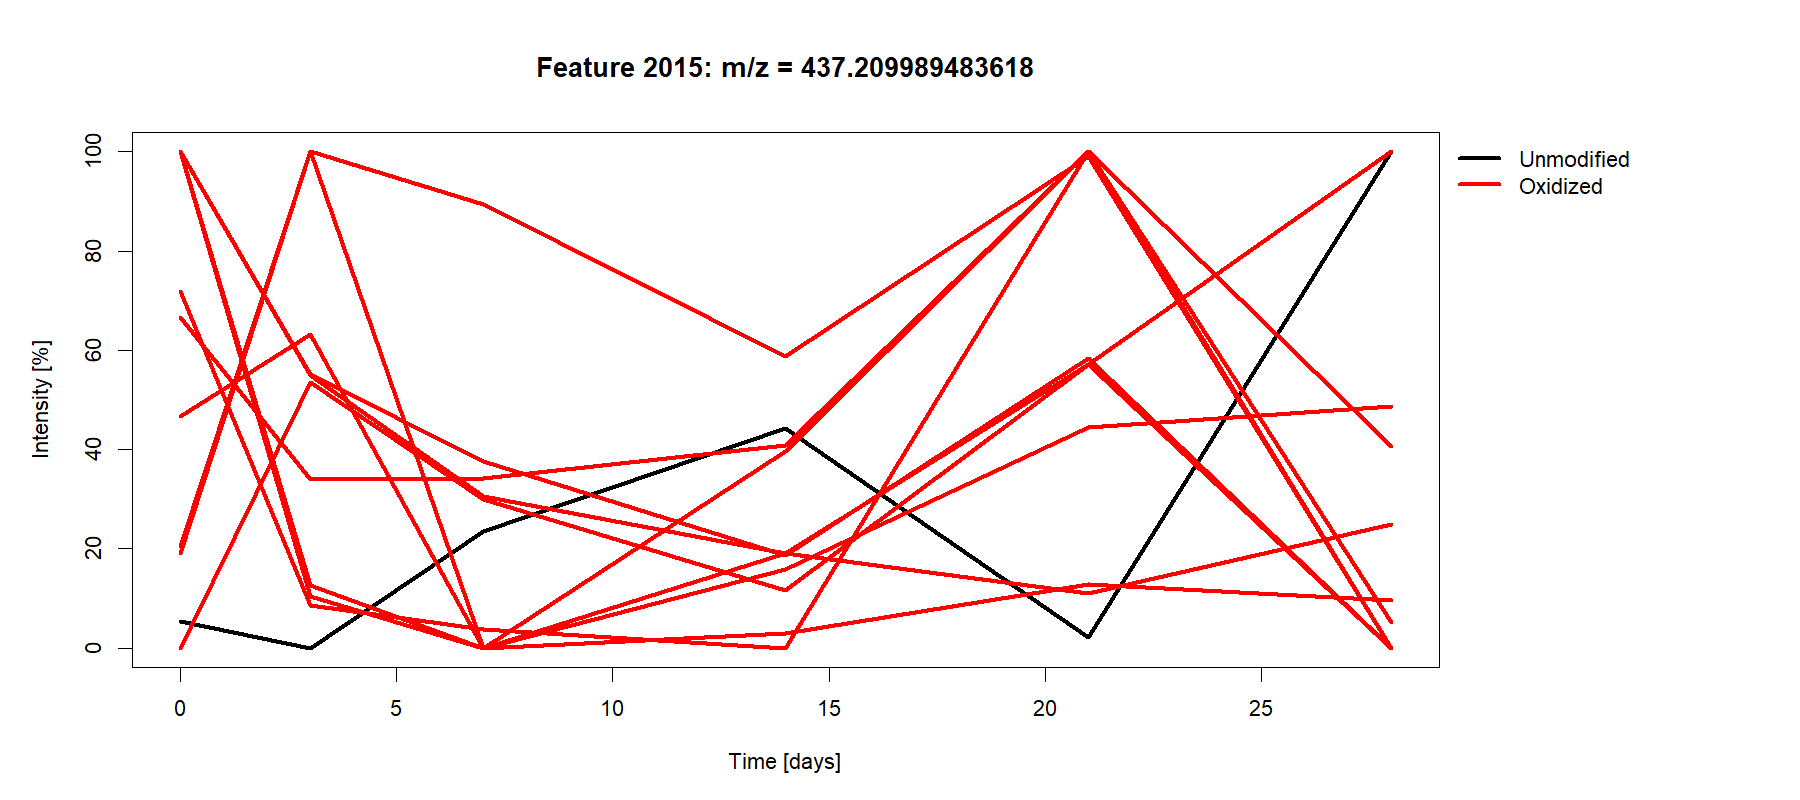 Feature 2015: m/z = 437.209989483618
Unmodified
Oxidized
Intensity [%]
100
80
60
40
20
0
0 5 10 15 20 25
Time [days]